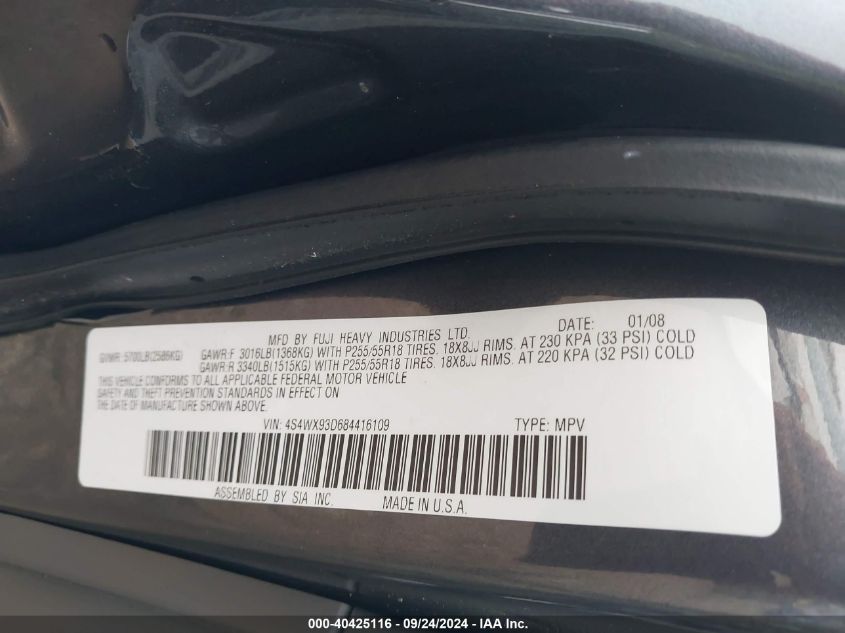 MFD BY FUJI HEAVY INDUSTRIES LTD. DATE: 01/08
GVWR: 5700LB(2586KG) GAWR:F 3016LB(1368KG) WITH P255/55R18 TIRES. 18X8JJ RIMS. AT 230 KPA (33 PSI) COLD
GAWR:R 3340LB(1515KG) WITH P255/55R18 TIRES. 18X8JJ RIMS. AT 220 KPA (32 PSI) COLD
THIS VEHICLE CONFORMS TO ALL APPLICABLE FEDERAL MOTOR VEHICLE
SAFETY AND THEFT PREVENTION STANDARDS IN EFFECT ON
THE DATE OF MANUFACTURE SHOWN ABOVE.
VIN: 4S4WX93D684416109 TYPE: MPV
ASSEMBLED BY SIA INC. MADE IN U.S.A.
000-40425116 - 09/24/2024 - IAAI Inc.